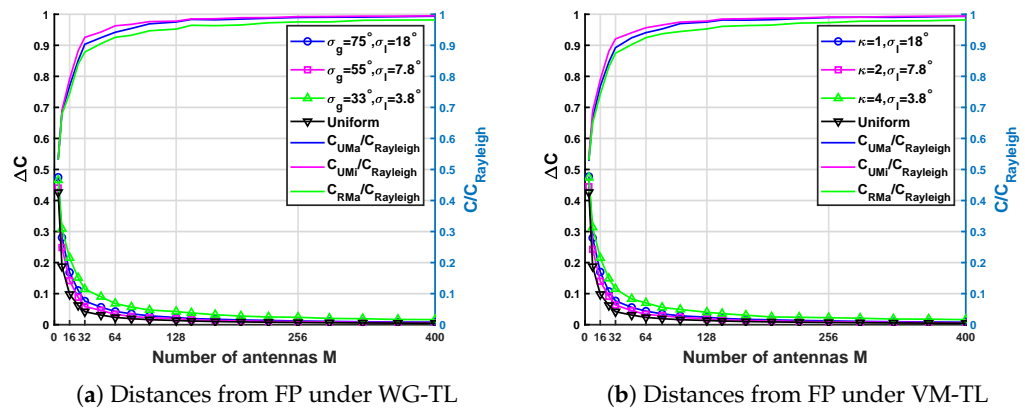 1
0.9
0.8
0.7
0.6
0.5
0.4
0.3
0.2
0.1
0
ΔC
σg=75°,σl=18°
σg=55°,σl=7.8°
σg=33°,σl=3.8°
Uniform
CUMa/CRayleigh
CUMi/CRayleigh
CRMa/CRayleigh
1
0.9
0.8
0.7
0.6
0.5
0.4
0.3
0.2
0.1
0
C/CRayleigh
0 16 32 64 128 256 400
Number of antennas M
(a) Distances from FP under WG-TL
1
0.9
0.8
0.7
0.6
0.5
0.4
0.3
0.2
0.1
0
ΔC
κ=1,σl=18°
κ=2,σl=7.8°
κ=4,σl=3.8°
Uniform
CUMa/CRayleigh
CUMi/CRayleigh
CRMa/CRayleigh
1
0.9
0.8
0.7
0.6
0.5
0.4
0.3
0.2
0.1
0
C/CRayleigh
0 16 32 64 128 256 400
Number of antennas M
(b) Distances from FP under VM-TL